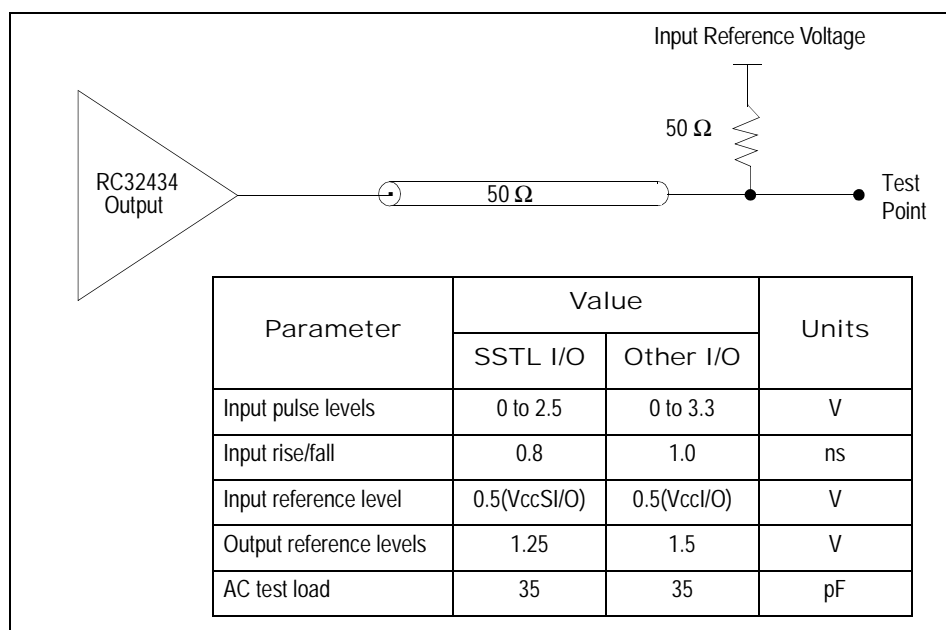 Input Reference Voltage
50 Ω
RC32434
Output
50 Ω
Test
Point
Parameter Value Units
SSTL I/O Other I/O
Input pulse levels 0 to 2.5 0 to 3.3 V
Input rise/fall 0.8 1.0 ns
Input reference level 0.5(VccSI/O) 0.5(VccI/O) V
Output reference levels 1.25 1.5 V
AC test load 35 35 pF